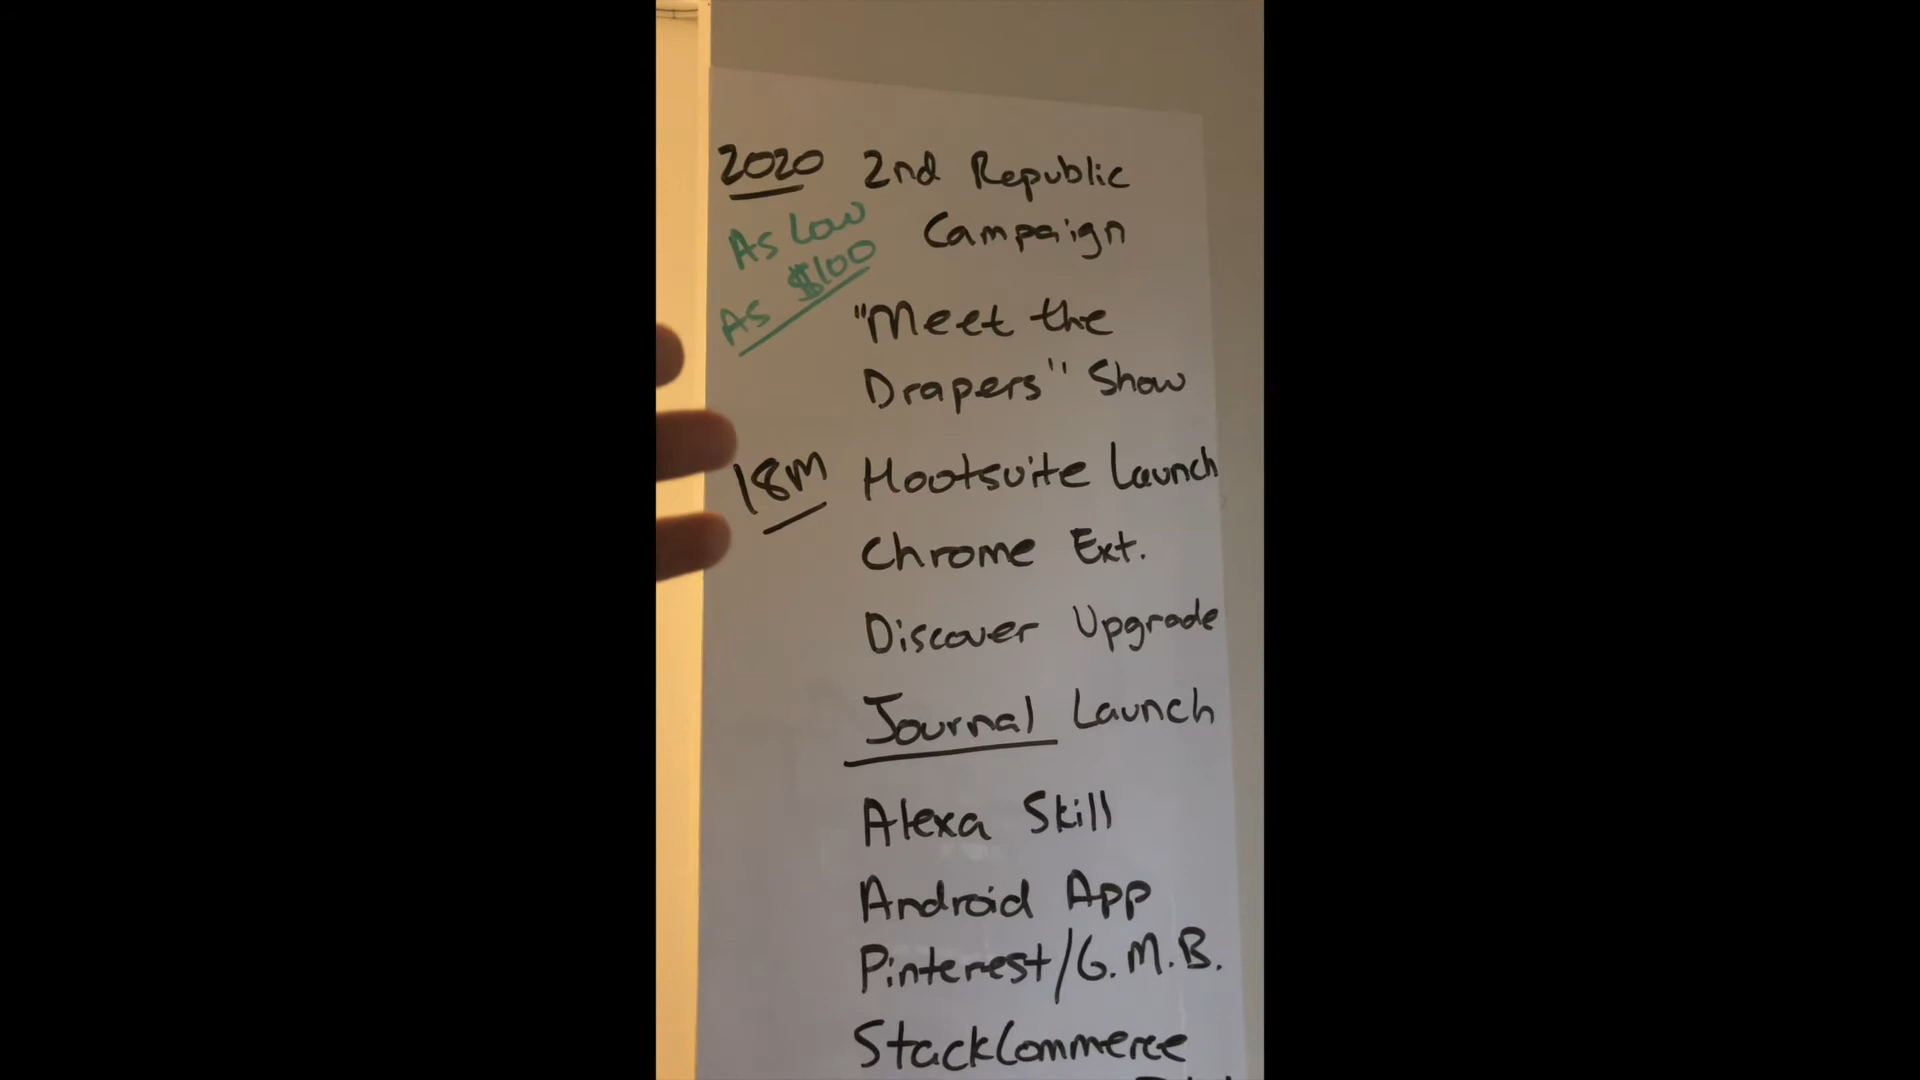 2020 2nd Republic
Campaign
As Low
As $100
"Meet the
Drapers" Show
18M Hootsuite Launch
Chrome Ext.
Discover Upgrade
Journal Launch
Alexa Skill
Android App
Pinterest/G.M.B.
StackCommerce